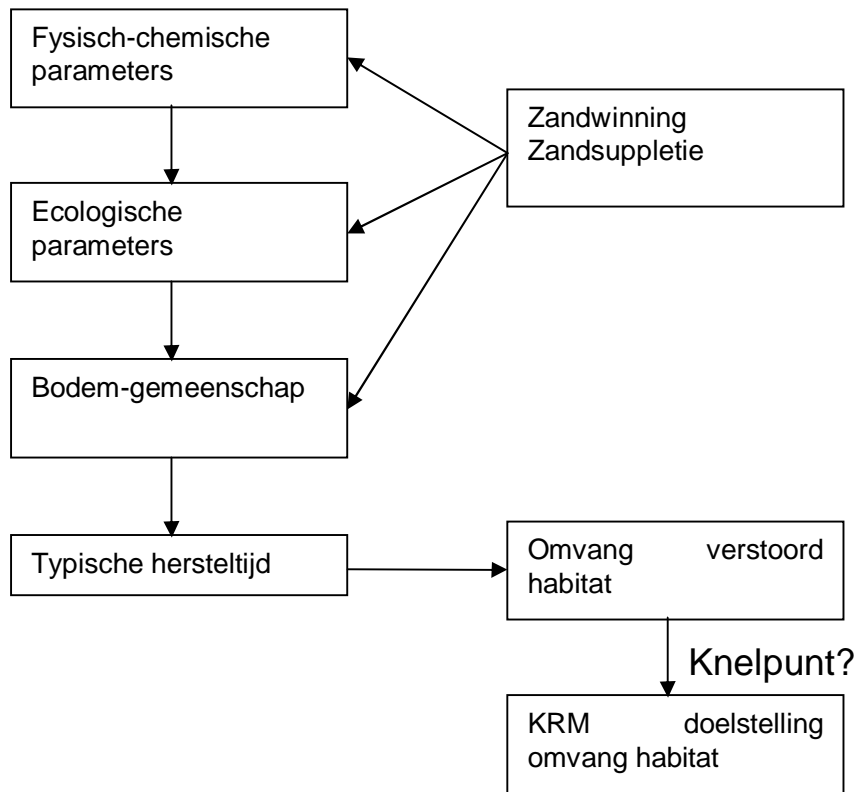 Fysisch-chemische
parameters
Zandwinning
Zandsuppletie
Ecologische
parameters
Bodem-gemeenschap
Typische hersteltijd
Omvang verstoord
habitat
Knelpunt?
KRM doelstelling
omvang habitat